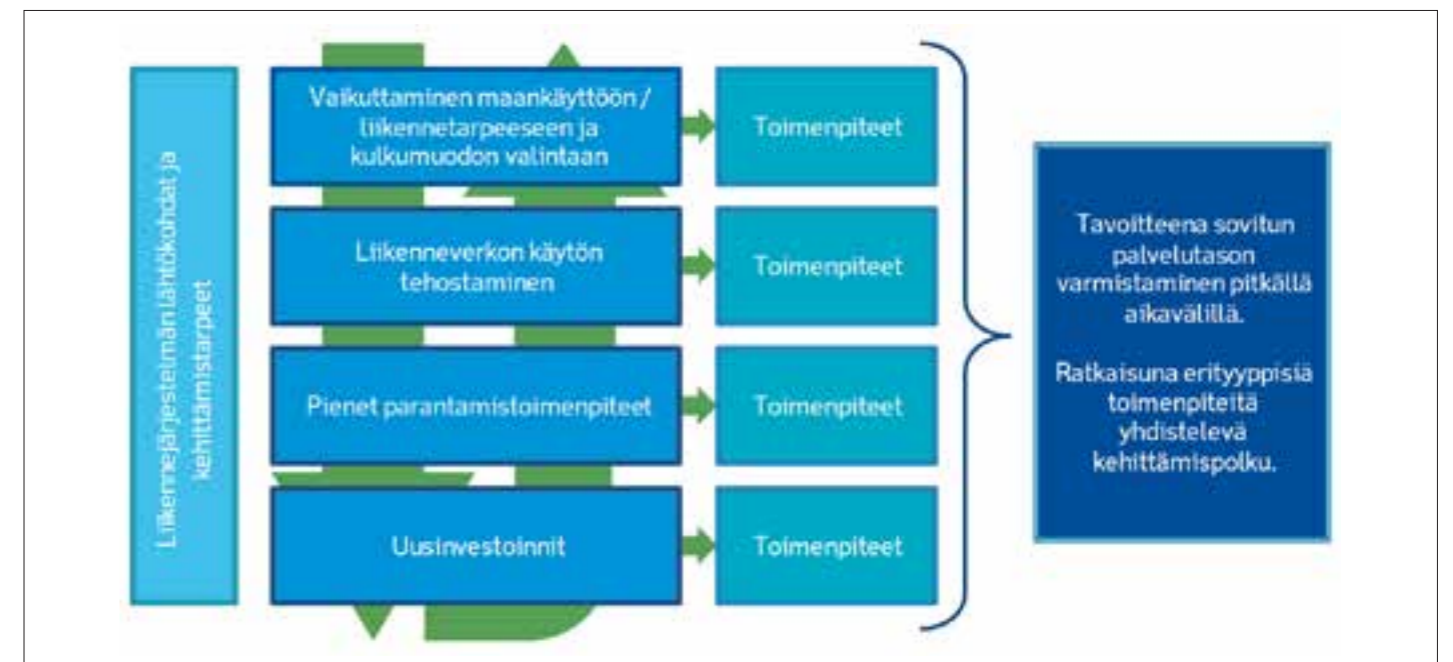 Liikennejärjestelmän lähtökohdat ja
kehittämistarpeet
Vaikuttaminen maankäyttöön /
liikennetarpeeseen ja
kulkumuodon valintaan
Toimenpiteet
Liikenneverkon käytön
tehostaminen
Toimenpiteet
Pienet parantamistoimenpiteet
Toimenpiteet
Uusinvestoinnit
Toimenpiteet
Tavoitteena sovitun
palvelutason
varmistaminen pitkällä
aikavälillä.
Ratkaisuna erityyppisiä
toimenpiteitä
yhdistelevä
kehittämispolku.